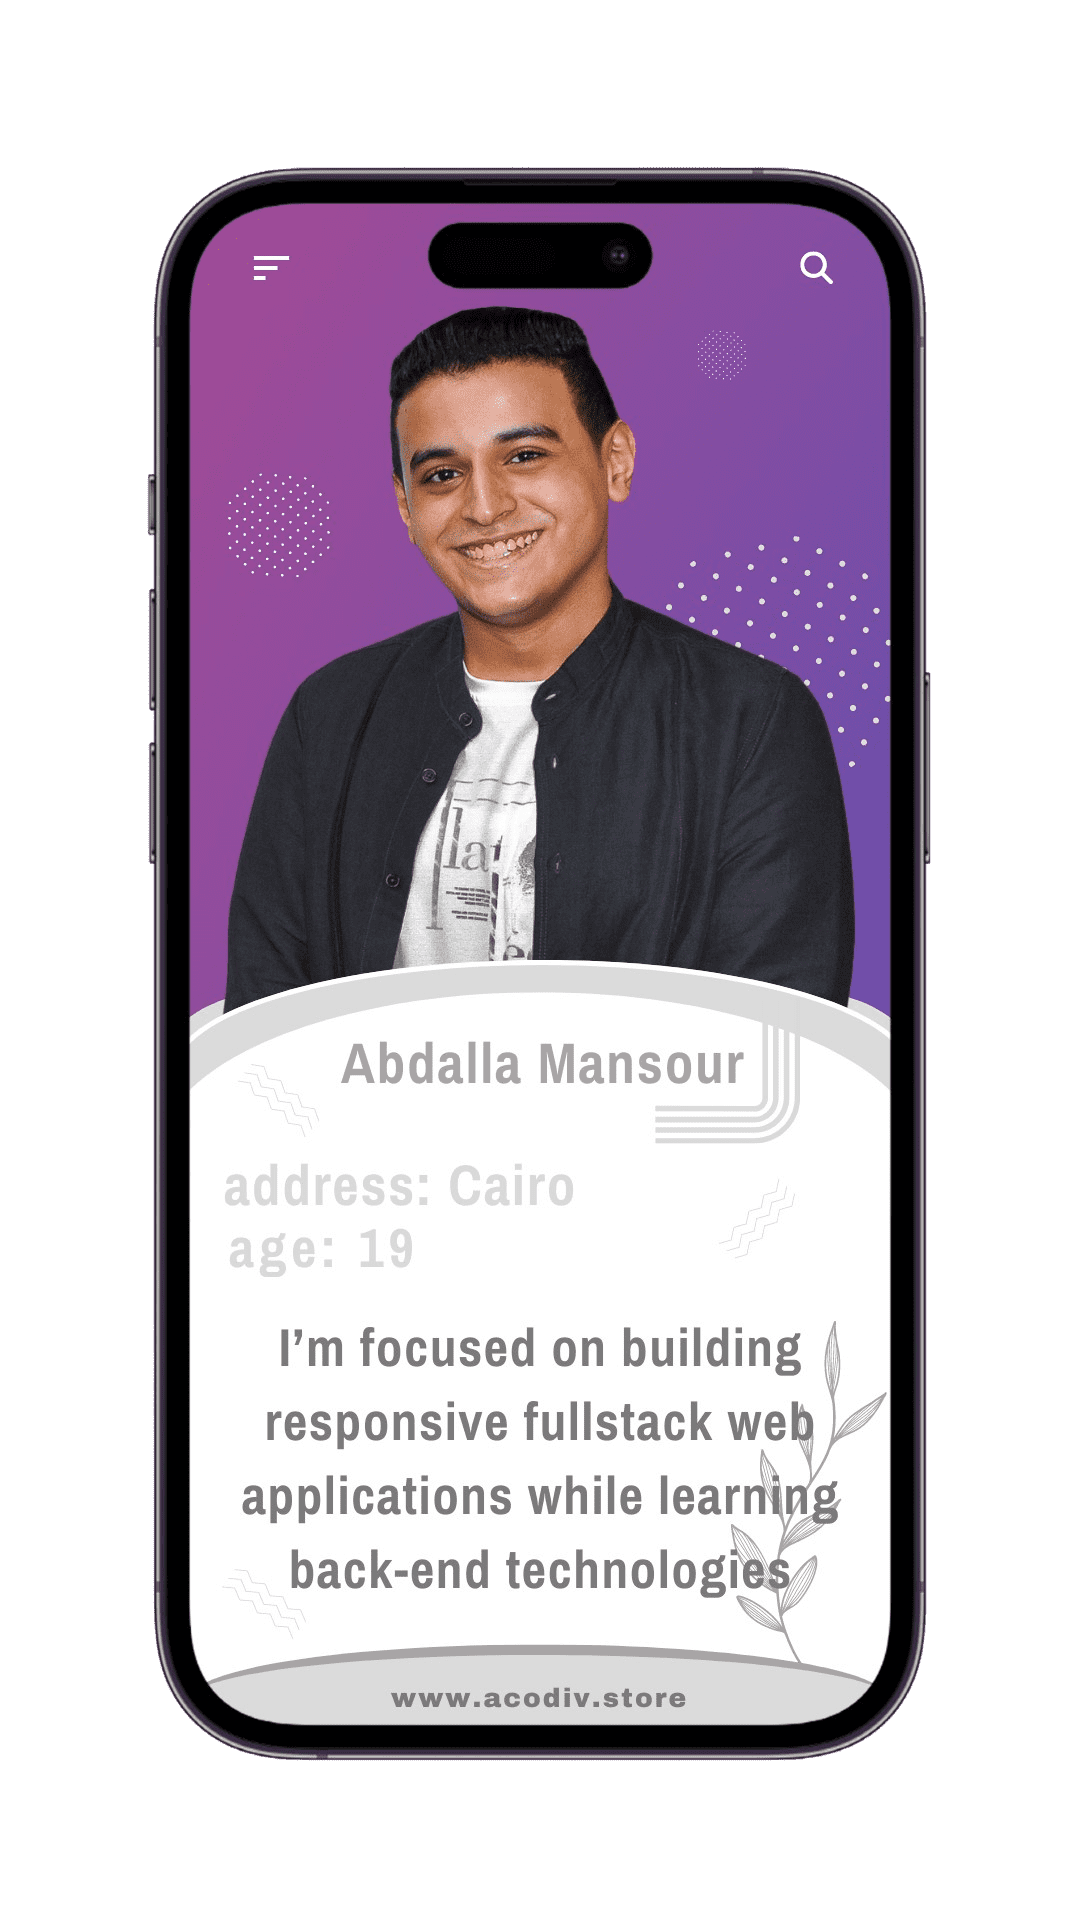 lat
Abdalla Mansour
address: Cairo
age: 19
I’m focused on building
responsive fullstack web
applications while learning
back-end technologies
www.acodiv.store